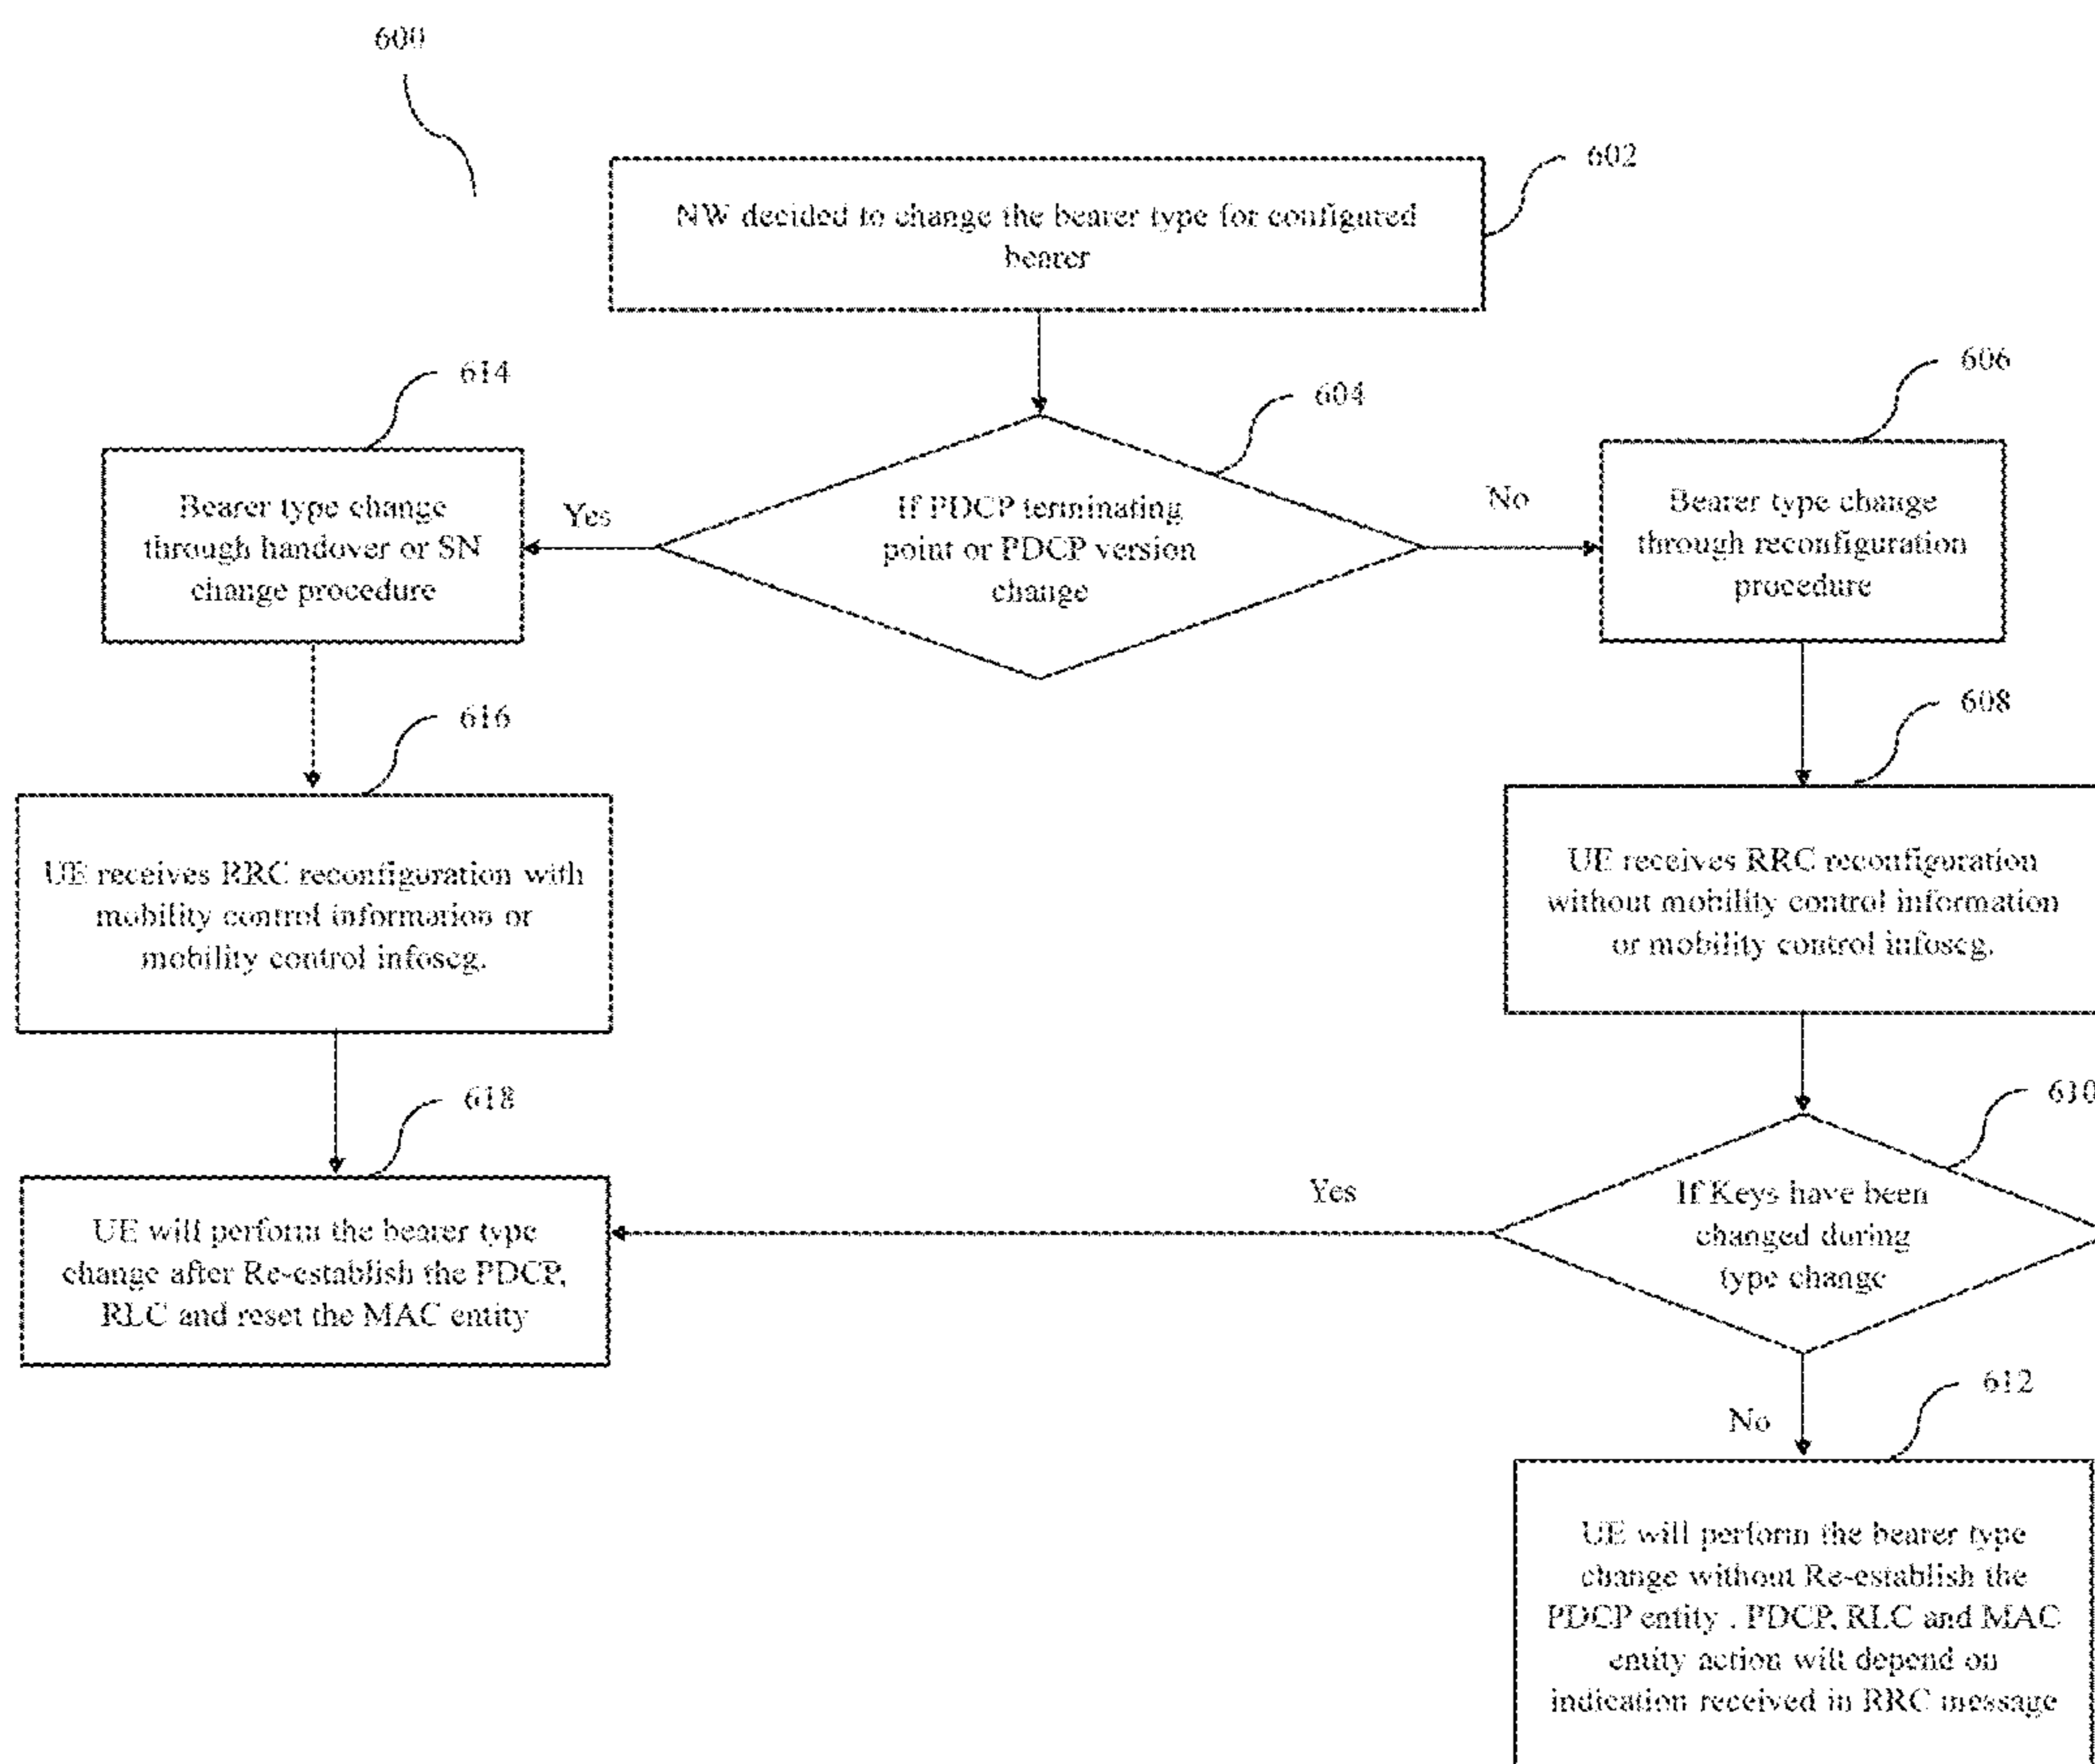 600
602
NW decided to change the bearer type for configured
bearer
614
604
606
Bearer type change
through handover or SN
change procedure
Yes
If PDCP terminating
point or PDCP version
change
No
Bearer type change
through reconfiguration
procedure
616
608
UE receives RRC reconfiguration with
mobility control information or
mobility control infoscg.
UE receives RRC reconfiguration
without mobility control information
or mobility control infoscg.
618
610
UE will perform the bearer type
change after Re-establish the PDCP,
RLC and reset the MAC entity
Yes
If Keys have been
changed during
type change
No
612
UE will perform the bearer type
change without Re-establish the
PDCP entity . PDCP, RLC and MAC
entity action will depend on
indication received in RRC message